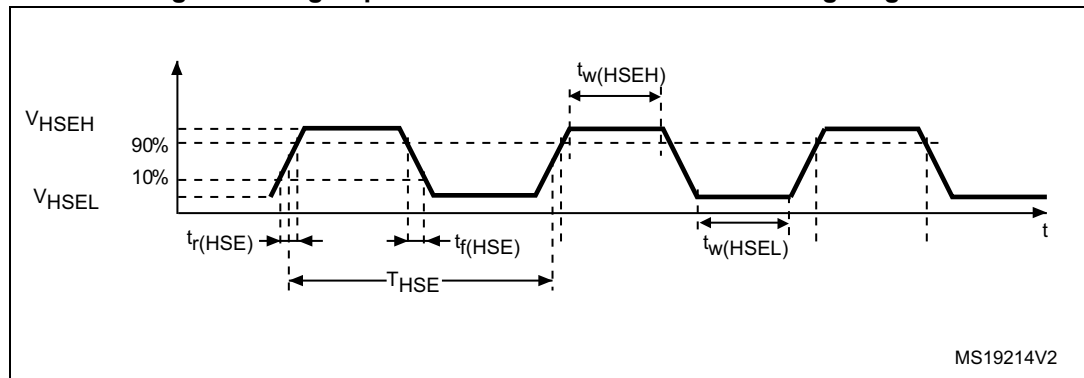 tw(HSEH)
VHSEH
90%
10%
VHSEL
tr(HSE)
tf(HSE)
tw(HSEL)
t
THSE
MS19214V2